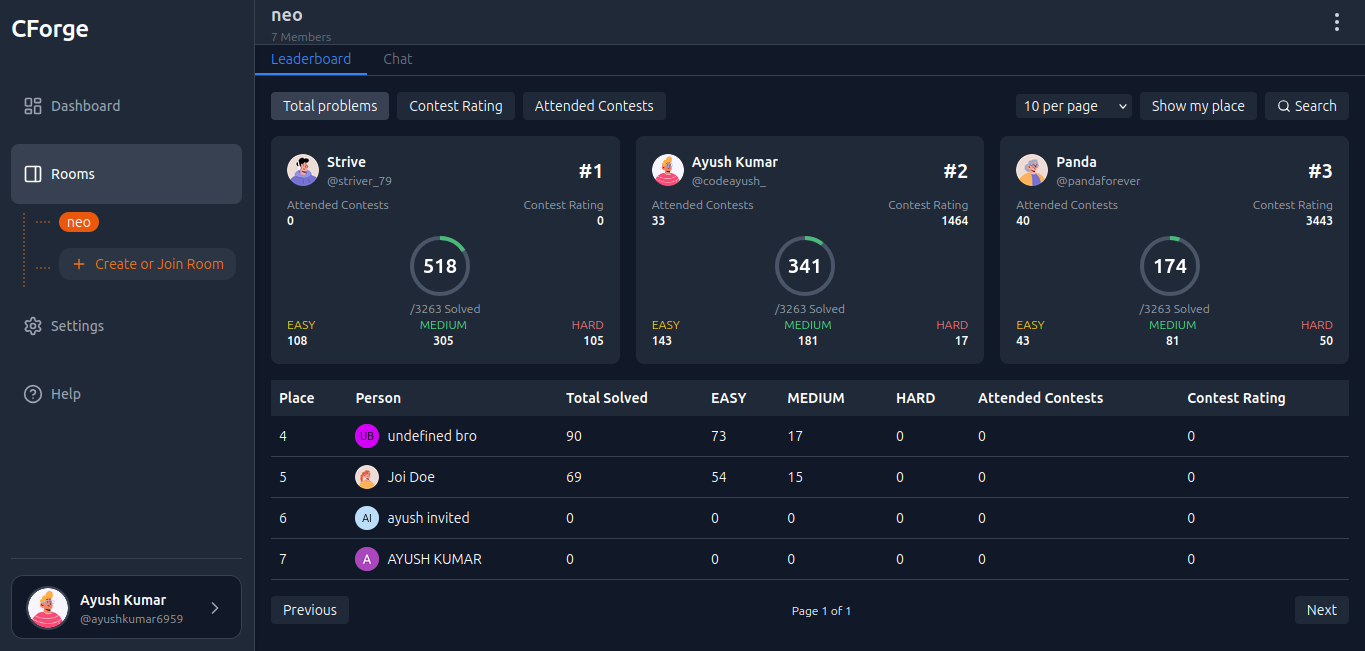 CForge
Dashboard
Rooms
neo
+ Create or Join Room
Settings
Help
Ayush Kumar
@ayushkumar6959
neo
7 Members
Leaderboard Chat
Total problems Contest Rating Attended Contests 10 per page Show my place Search
Strive
@striver_79
#1
Attended Contests Contest Rating
0 0
518
/3263 Solved
EASY MEDIUM HARD
108 305 105
Ayush Kumar
@codeayush_
#2
Attended Contests Contest Rating
33 1464
341
/3263 Solved
EASY MEDIUM HARD
143 181 17
Panda
@pandaforever
#3
Attended Contests Contest Rating
40 3443
174
/3263 Solved
EASY MEDIUM HARD
43 81 50
Place Person Total Solved EASY MEDIUM HARD Attended Contests Contest Rating
4 UB undefined bro 90 73 17 0 0 0
5 Joi Doe 69 54 15 0 0 0
6 AI ayush invited 0 0 0 0 0 0
7 A AYUSH KUMAR 0 0 0 0 0 0
Previous Page 1 of 1 Next